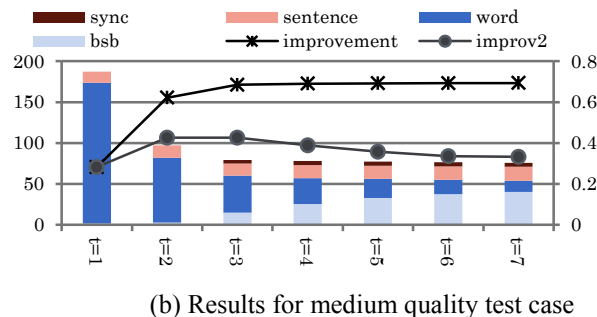 sync sentence word
bsb improvement improv2
200 0.8
150 0.6
100 0.4
50 0.2
0 0
t=1 t=2 t=3 t=4 t=5 t=6 t=7
(b) Results for medium quality test case